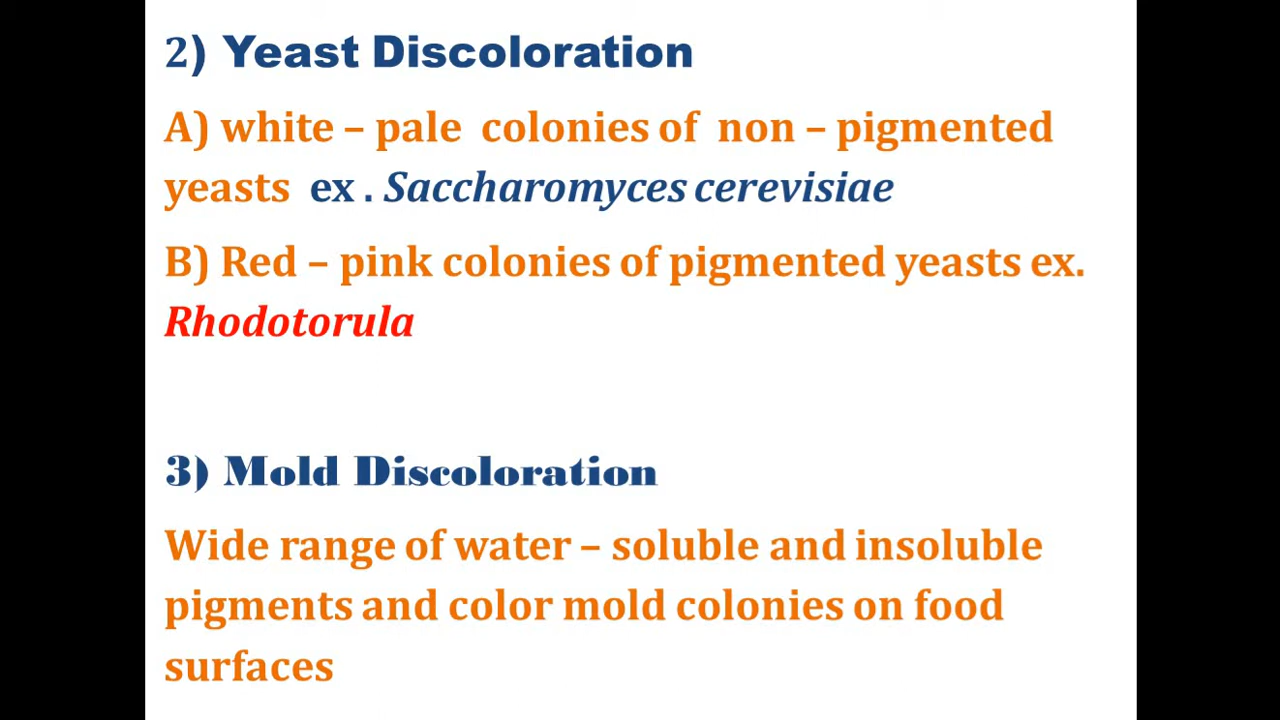 2) Yeast Discoloration
A) white – pale colonies of non – pigmented
yeasts ex . Saccharomyces cerevisiae
B) Red – pink colonies of pigmented yeasts ex.
Rhodotorula
3) Mold Discoloration
Wide range of water – soluble and insoluble
pigments and color mold colonies on food
surfaces